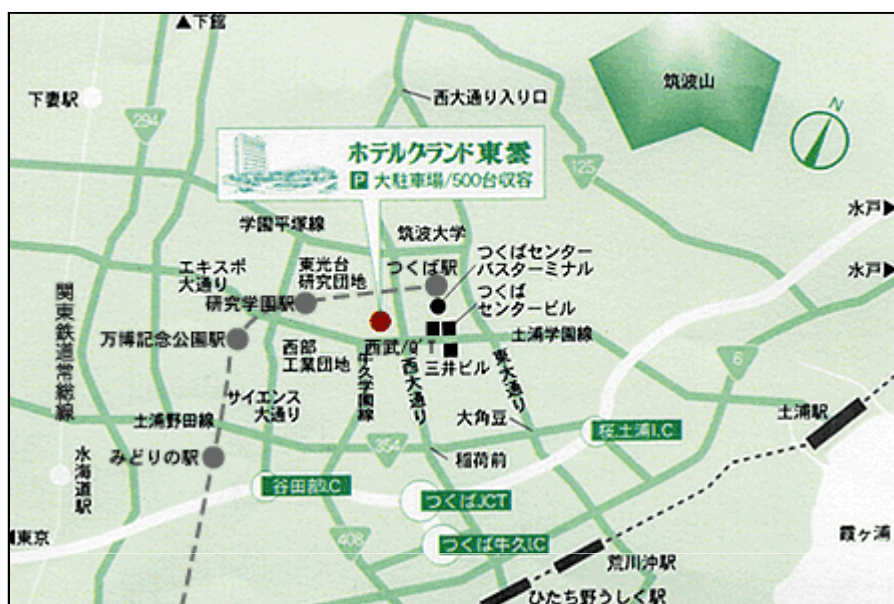 ▲下館
下妻駅
294
西大通り入り口
筑波山
N
125
ホテルグランド東雲
P 大駐車場/500台収容
水戸▶
学園平塚線
筑波大学
つくばセンター
バスターミナル
エキスポ
大通り
東光台
研究団地
つくば駅
水戸▶
研究学園駅
つくば
センタービル
関東鉄道常総線
万博記念公園駅
土浦学園線
西部
工業団地
西武/Q't
三井ビル
6
牛久学園線
西大通り
東大通り
サイエンス
大通り
土浦野田線
大角豆
土浦駅
桜土浦I.C
354
水海道駅
みどりの駅
稲荷前
谷田部I.C
つくばJCT
東京
408
つくば牛久I.C
霞ヶ浦
荒川沖駅
ひたち野うしく駅